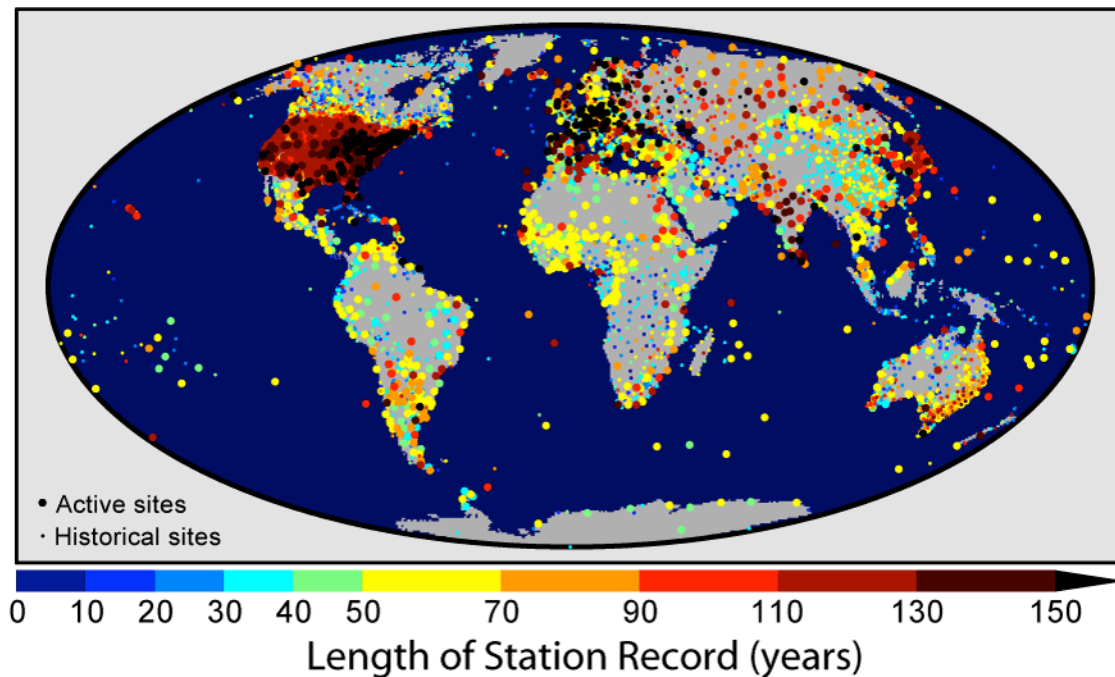 Active sites
Historical sites
0 10 20 30 40 50 70 90 110 130 150
Length of Station Record (years)